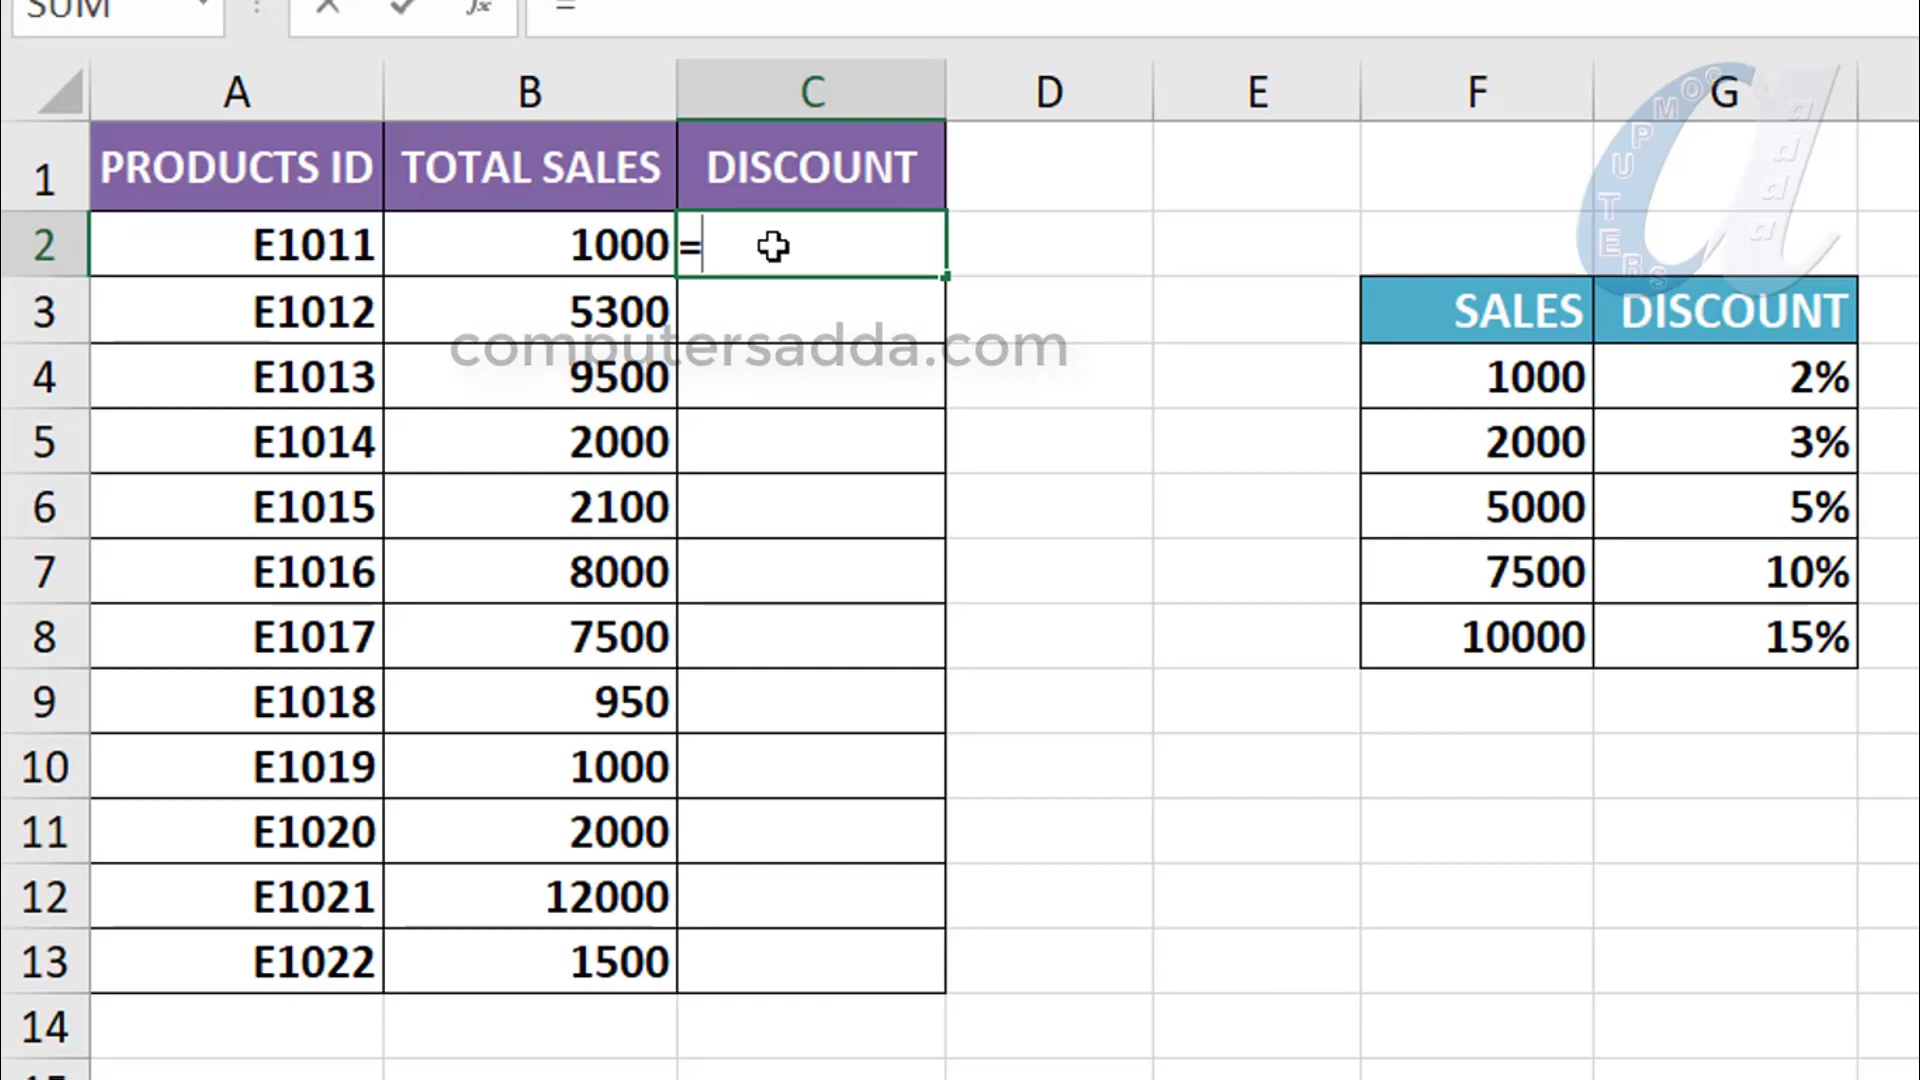 SUM fx =
A B C D E F G
1 PRODUCTS ID TOTAL SALES DISCOUNT
2 E1011 1000 =
3 E1012 5300 SALES DISCOUNT
computersadda.com
4 E1013 9500 1000 2%
5 E1014 2000 2000 3%
6 E1015 2100 5000 5%
7 E1016 8000 7500 10%
8 E1017 7500 10000 15%
9 E1018 950
10 E1019 1000
11 E1020 2000
12 E1021 12000
13 E1022 1500
14
COMPUTERS
adda